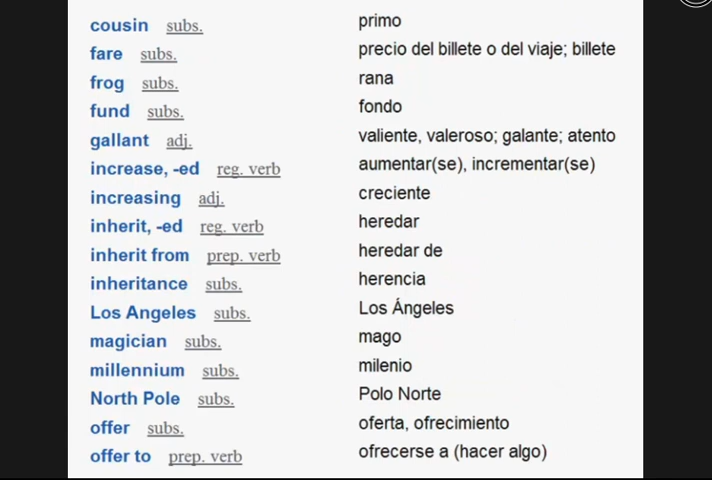 cousin subs. primo
fare subs. precio del billete o del viaje; billete
frog subs. rana
fund subs. fondo
gallant adj. valiente, valeroso; galante; atento
increase, -ed reg. verb aumentar(se), incrementar(se)
increasing adj. creciente
inherit, -ed reg. verb heredar
inherit from prep. verb heredar de
inheritance subs. herencia
Los Angeles subs. Los Ángeles
magician subs. mago
millennium subs. milenio
North Pole subs. Polo Norte
offer subs. oferta, ofrecimiento
offer to prep. verb ofrecerse a (hacer algo)